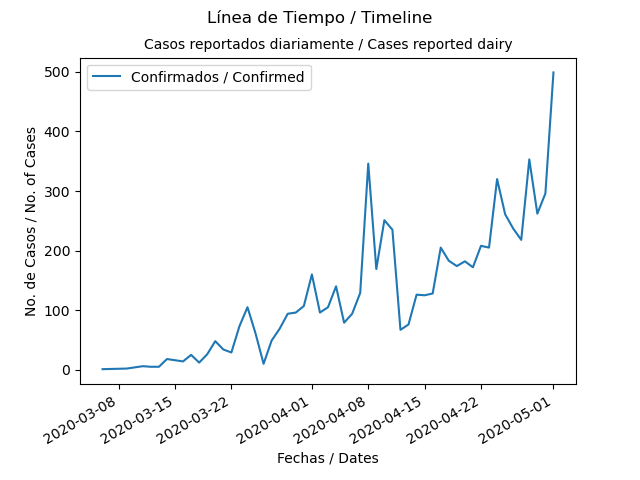 Línea de Tiempo / Timeline
Casos reportados diariamente / Cases reported dairy
Confirmados / Confirmed
500
400
300
200
100
0
No. de Casos / No. of Cases
2020-03-08
2020-03-15
2020-03-22
2020-04-01
2020-04-08
2020-04-15
2020-04-22
2020-05-01
Fechas / Dates